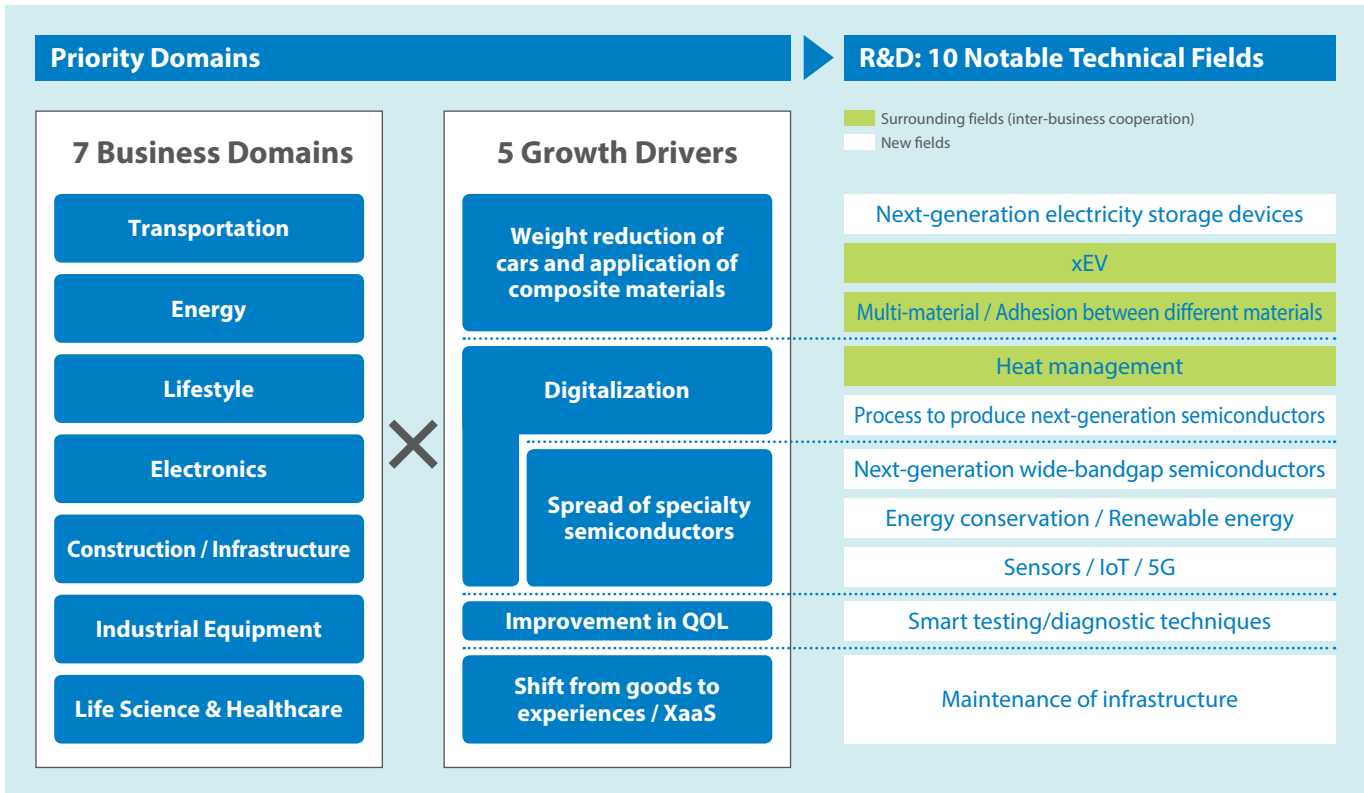 Priority Domains
R&D: 10 Notable Technical Fields
7 Business Domains
Transportation
Energy
Lifestyle
Electronics
Construction / Infrastructure
Industrial Equipment
Life Science & Healthcare
×
5 Growth Drivers
Weight reduction of
cars and application of
composite materials
Digitalization
Spread of specialty
semiconductors
Improvement in QOL
Shift from goods to
experiences / XaaS
Surrounding fields (inter-business cooperation)
New fields
Next-generation electricity storage devices
xEV
Multi-material / Adhesion between different materials
Heat management
Process to produce next-generation semiconductors
Next-generation wide-bandgap semiconductors
Energy conservation / Renewable energy
Sensors / IoT / 5G
Smart testing/diagnostic techniques
Maintenance of infrastructure